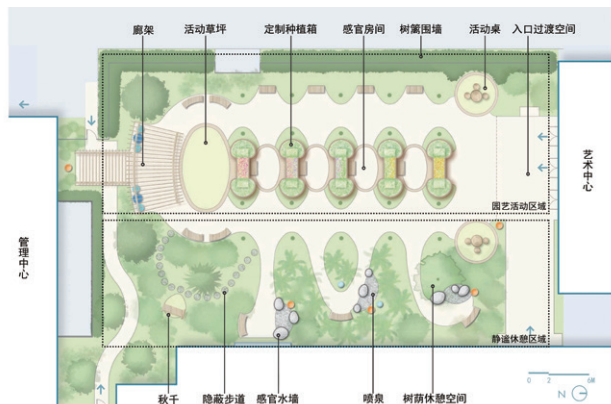 廊架 活动草坪 定制种植箱 感官房间 树篱围墙 活动桌 入口过渡空间
艺术中心
园艺活动区域
管理中心
静谧休憩区域
秋千 隐蔽步道 感官水墙 喷泉 树荫休憩空间
0 2 6m
N